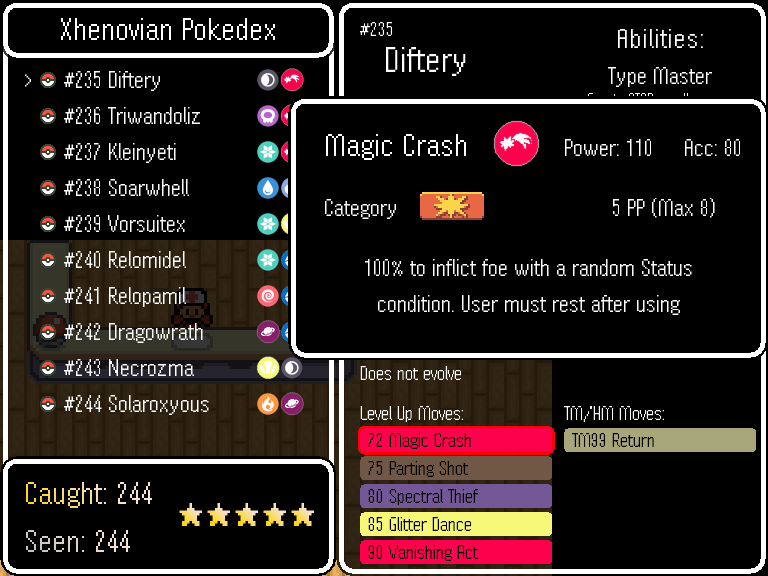 Xhenovian Pokedex
#235 Diftery
#236 Triwandoliz
#237 Kleinyeti
#238 Soarwhell
#239 Vorsuitex
#240 Relomidel
#241 Relopamil
#242 Dragowrath
#243 Necrozma
#244 Solaroxyous
Caught: 244
Seen: 244
#235
Diftery
Abilities:
Type Master
Magic Crash
Power: 110
Acc: 80
Category
5 PP (Max 8)
100% to inflict foe with a random Status
condition. User must rest after using
Does not evolve
Level Up Moves:
72 Magic Crash
75 Parting Shot
80 Spectral Thief
85 Glitter Dance
90 Vanishing Act
TM/HM Moves:
TM99 Return